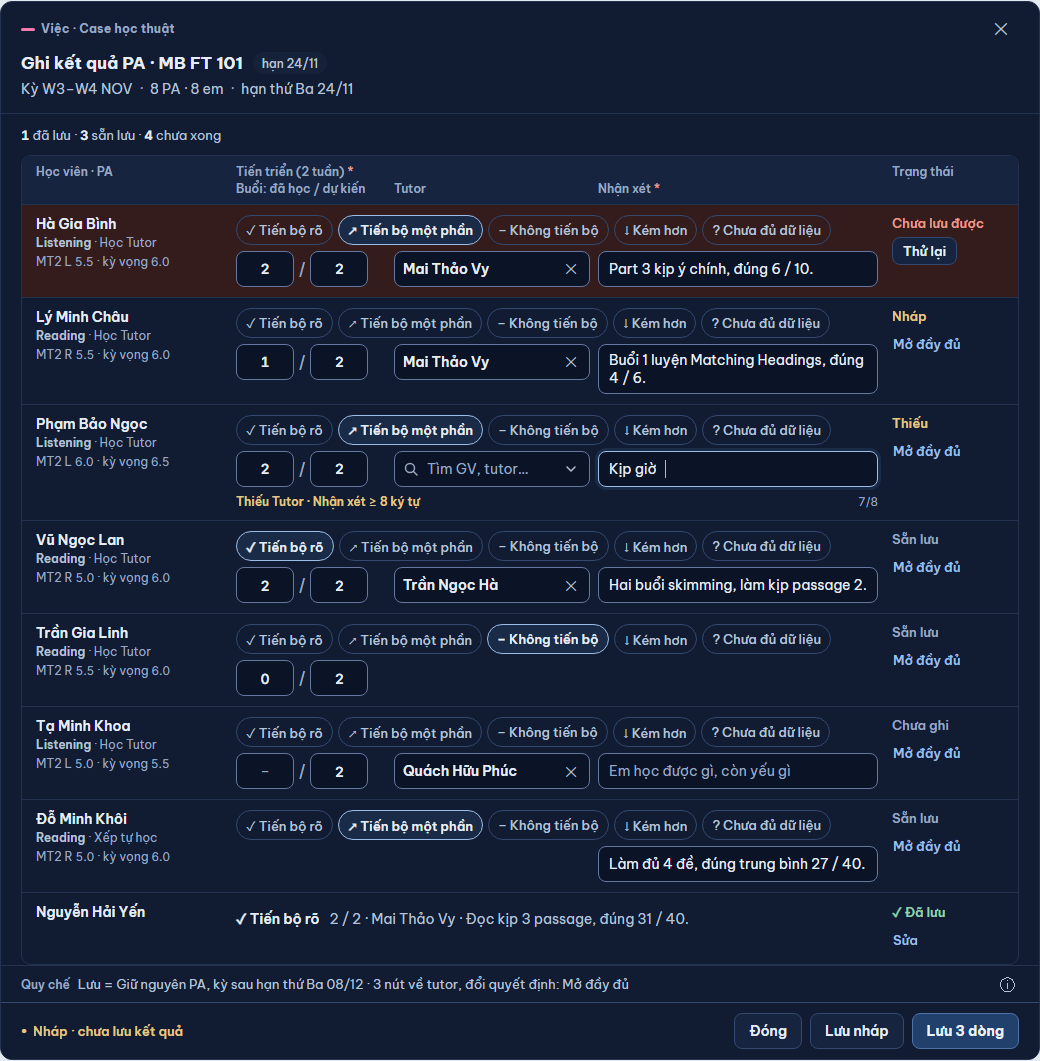 Việc · Case học thuật
Ghi kết quả PA · MB FT 101 hạn 24/11
Kỳ W3–W4 NOV · 8 PA · 8 em · hạn thứ Ba 24/11
1 đã lưu · 3 sẵn lưu · 4 chưa xong
Học viên · PA
Tiến triển (2 tuần) *
Buổi: đã học / dự kiến
Tutor
Nhận xét *
Trạng thái
Hà Gia Bình
Listening · Học Tutor
MT2 L 5.5 · kỳ vọng 6.0
✓ Tiến bộ rõ ↗ Tiến bộ một phần – Không tiến bộ ↓ Kém hơn ? Chưa đủ dữ liệu
2 / 2 Mai Thảo Vy ✕ Part 3 kịp ý chính, đúng 6 / 10.
Chưa lưu được
Thử lại
Lý Minh Châu
Reading · Học Tutor
MT2 R 5.5 · kỳ vọng 6.0
✓ Tiến bộ rõ ↗ Tiến bộ một phần – Không tiến bộ ↓ Kém hơn ? Chưa đủ dữ liệu
1 / 2 Mai Thảo Vy ✕ Buổi 1 luyện Matching Headings, đúng
4 / 6.
Nháp
Mở đầy đủ
Phạm Bảo Ngọc
Listening · Học Tutor
MT2 L 6.0 · kỳ vọng 6.5
✓ Tiến bộ rõ ↗ Tiến bộ một phần – Không tiến bộ ↓ Kém hơn ? Chưa đủ dữ liệu
2 / 2 Tìm GV, tutor... Kịp giờ
Thiếu Tutor · Nhận xét ≥ 8 ký tự 7/8
Thiếu
Mở đầy đủ
Vũ Ngọc Lan
Reading · Học Tutor
MT2 R 5.0 · kỳ vọng 6.0
✓ Tiến bộ rõ ↗ Tiến bộ một phần – Không tiến bộ ↓ Kém hơn ? Chưa đủ dữ liệu
2 / 2 Trần Ngọc Hà ✕ Hai buổi skimming, làm kịp passage 2.
Sẵn lưu
Mở đầy đủ
Trần Gia Linh
Reading · Học Tutor
MT2 R 5.5 · kỳ vọng 6.0
✓ Tiến bộ rõ ↗ Tiến bộ một phần – Không tiến bộ ↓ Kém hơn ? Chưa đủ dữ liệu
0 / 2
Sẵn lưu
Mở đầy đủ
Tạ Minh Khoa
Listening · Học Tutor
MT2 L 5.0 · kỳ vọng 5.5
✓ Tiến bộ rõ ↗ Tiến bộ một phần – Không tiến bộ ↓ Kém hơn ? Chưa đủ dữ liệu
– / 2 Quách Hữu Phúc ✕ Em học được gì, còn yếu gì
Chưa ghi
Mở đầy đủ
Đỗ Minh Khôi
Reading · Xếp tự học
MT2 R 5.0 · kỳ vọng 6.0
✓ Tiến bộ rõ ↗ Tiến bộ một phần – Không tiến bộ ↓ Kém hơn ? Chưa đủ dữ liệu
Làm đủ 4 đề, đúng trung bình 27 / 40.
Sẵn lưu
Mở đầy đủ
Nguyễn Hải Yến
✓ Tiến bộ rõ 2 / 2 · Mai Thảo Vy · Đọc kịp 3 passage, đúng 31 / 40.
✓ Đã lưu
Sửa
Quy chế Lưu = Giữ nguyên PA, kỳ sau hạn thứ Ba 08/12 · 3 nút về tutor, đổi quyết định: Mở đầy đủ
• Nháp · chưa lưu kết quả
Đóng Lưu nháp Lưu 3 dòng